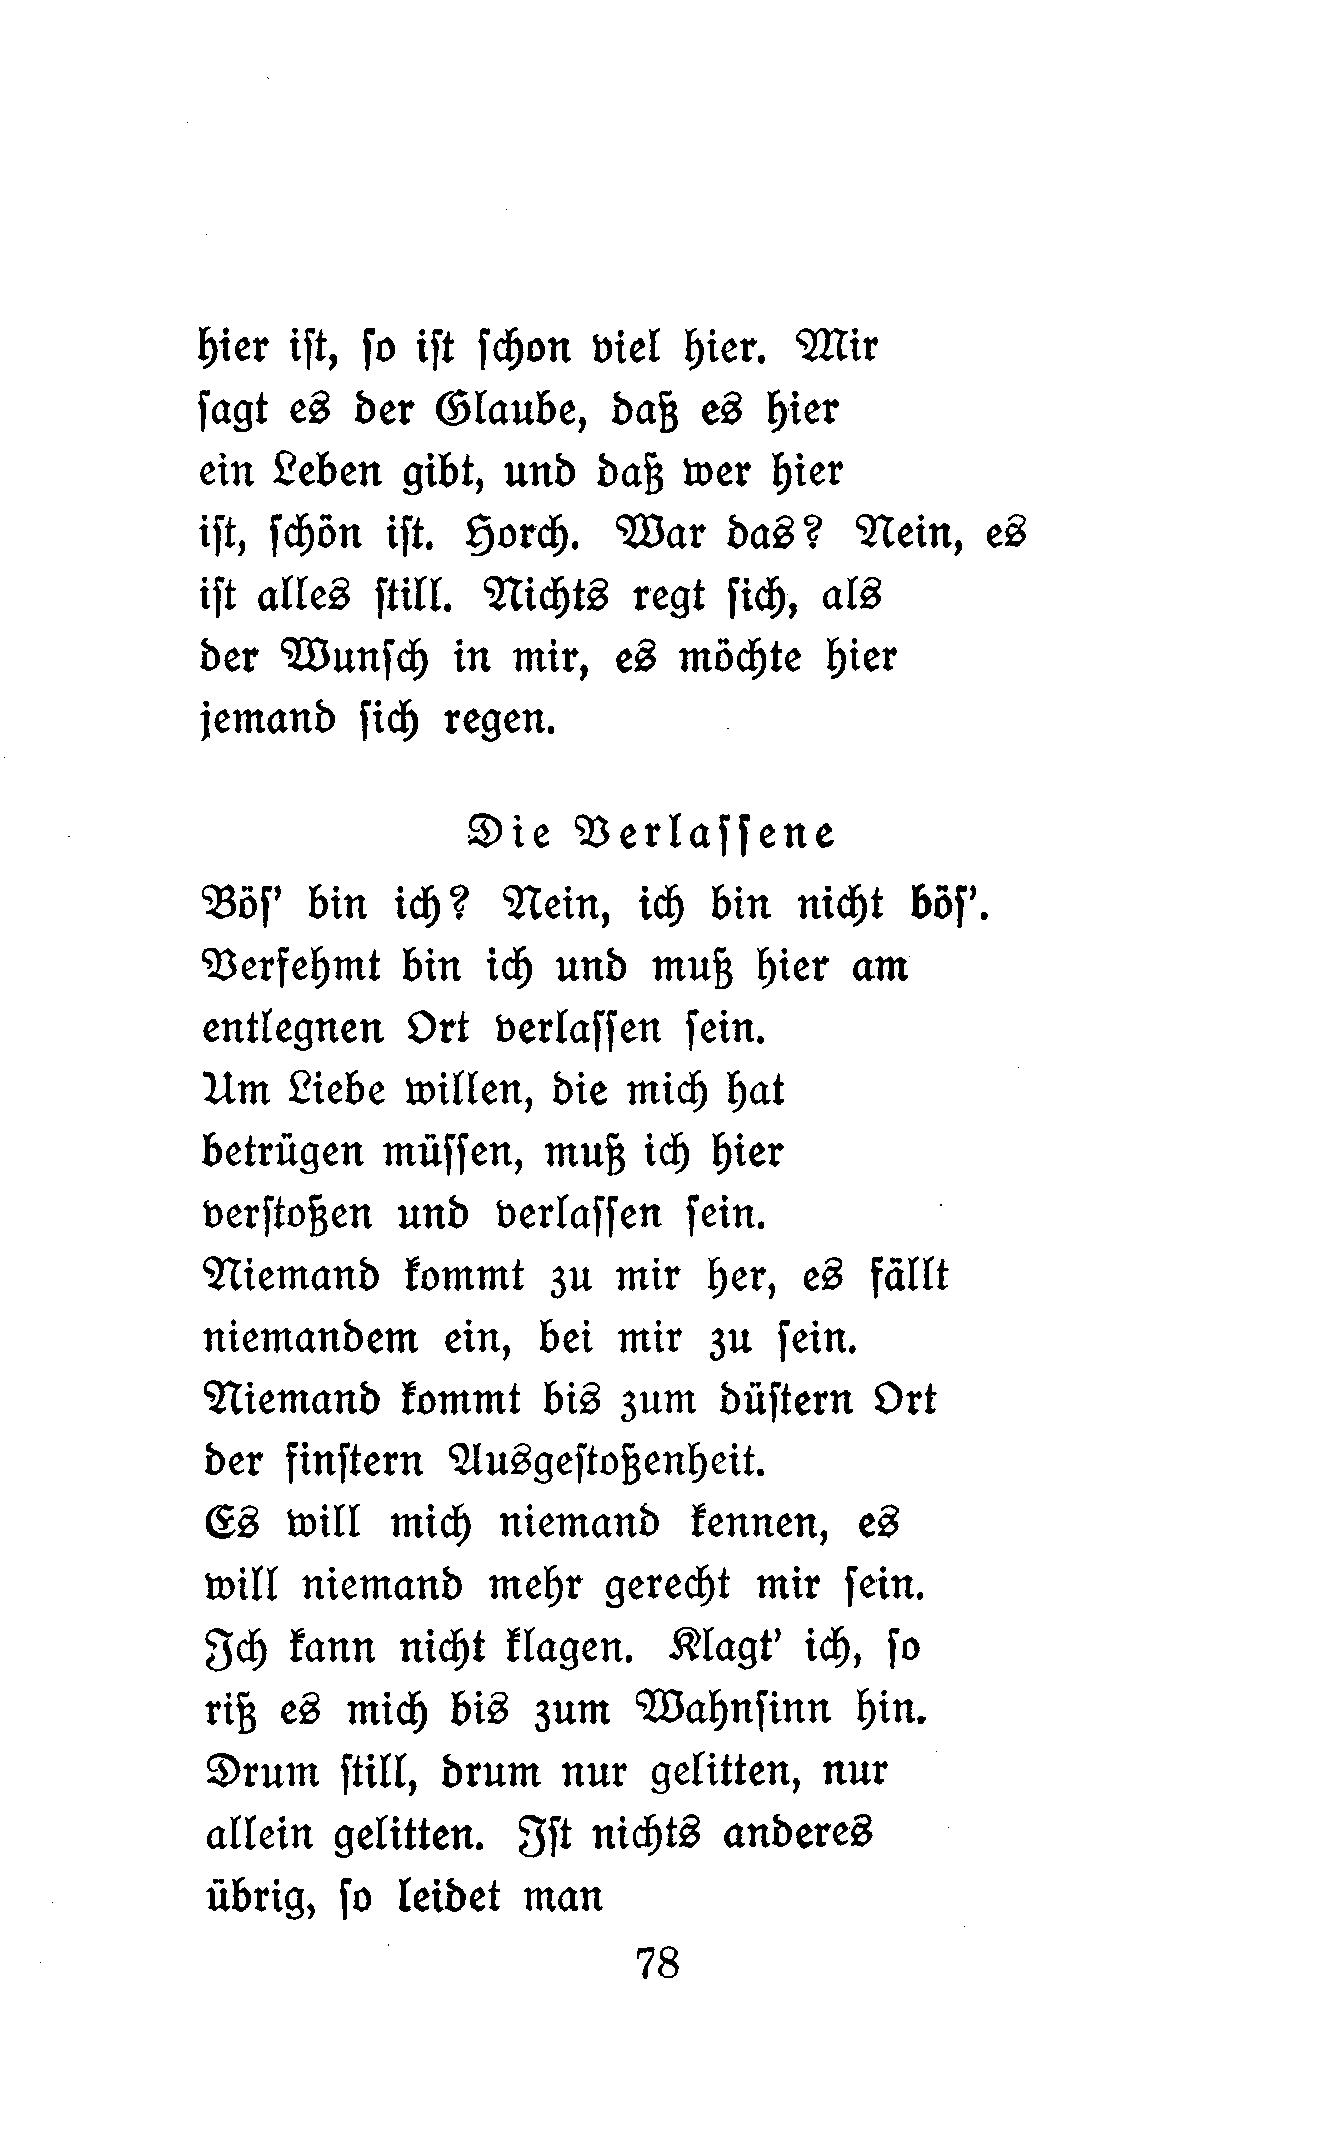 hier iſt, ſo iſt ſchon viel hier. Mir
ſagt es der Glaube, daß es hier
ein Leben gibt, und daß wer hier
iſt, ſchön iſt. Horch. War das? Nein, es
iſt alles ſtill. Nichts regt ſich, als
der Wunſch in mir, es möchte hier
jemand ſich regen.
Die Verlaſſene
Böſ' bin ich? Nein, ich bin nicht böſ'.
Verfehmt bin ich und muß hier am
entlegnen Ort verlaſſen ſein.
Um Liebe willen, die mich hat
betrügen müſſen, muß ich hier
verſtoßen und verlaſſen ſein.
Niemand kommt zu mir her, es fällt
niemandem ein, bei mir zu ſein.
Niemand kommt bis zum düſtern Ort
der finſtern Ausgeſtoßenheit.
Es will mich niemand kennen, es
will niemand mehr gerecht mir ſein.
Ich kann nicht klagen. Klagt' ich, ſo
riß es mich bis zum Wahnſinn hin.
Drum ſtill, drum nur gelitten, nur
allein gelitten. Iſt nichts anderes
übrig, ſo leidet man
78